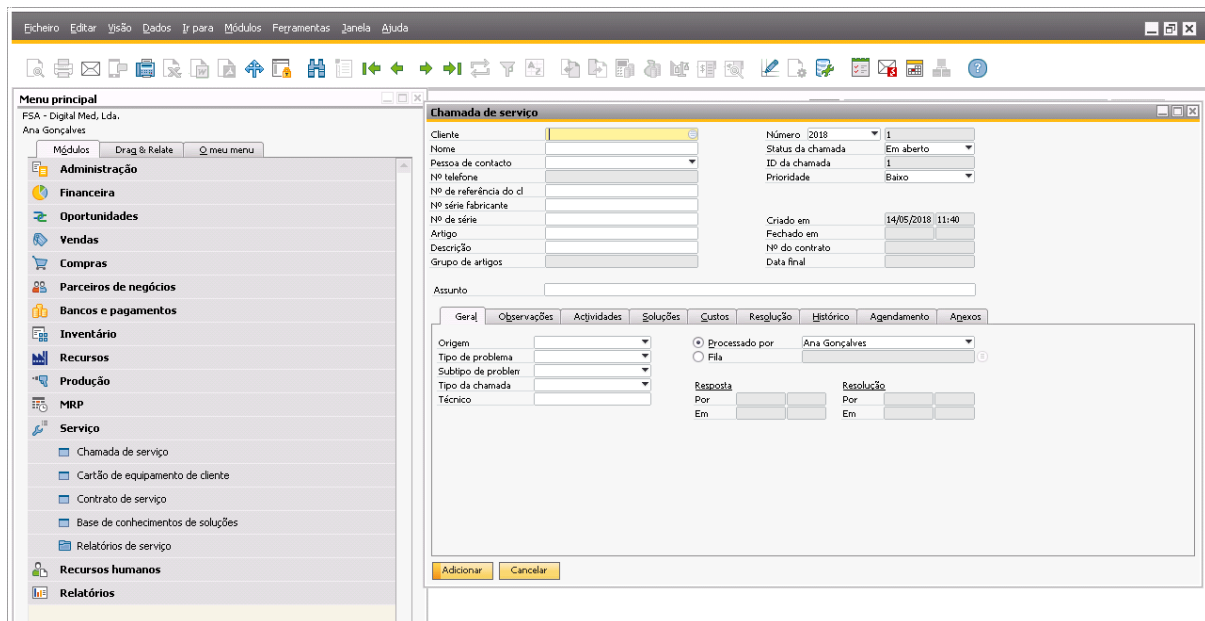 Ficheiro Editar Visão Dados Ir para Módulos Ferramentas Janela Ajuda
Menu principal
FSA - Digital Med, Lda.
Ana Gonçalves
Módulos Drag & Relate O meu menu
Administração
Financeira
Oportunidades
Vendas
Compras
Parceiros de negócios
Bancos e pagamentos
Inventário
Recursos
Produção
MRP
Serviço
Chamada de serviço
Cartão de equipamento de cliente
Contrato de serviço
Base de conhecimentos de soluções
Relatórios de serviço
Recursos humanos
Relatórios
Chamada de serviço
Cliente Número 2018 1
Nome Status da chamada Em aberto
Pessoa de contacto ID da chamada 1
Nº telefone Prioridade Baixo
Nº de referência do cl
Nº série fabricante
Nº de série Criado em 14/05/2018 11:40
Artigo Fechado em
Descrição Nº do contrato
Grupo de artigos Data final
Assunto
Geral Observações Actividades Soluções Custos Resolução Histórico Agendamento Anexos
Origem Processado por Ana Gonçalves
Tipo de problema Fila
Subtipo de problen
Tipo da chamada Resposta Resolução
Técnico Por Por
Em Em
Adicionar Cancelar